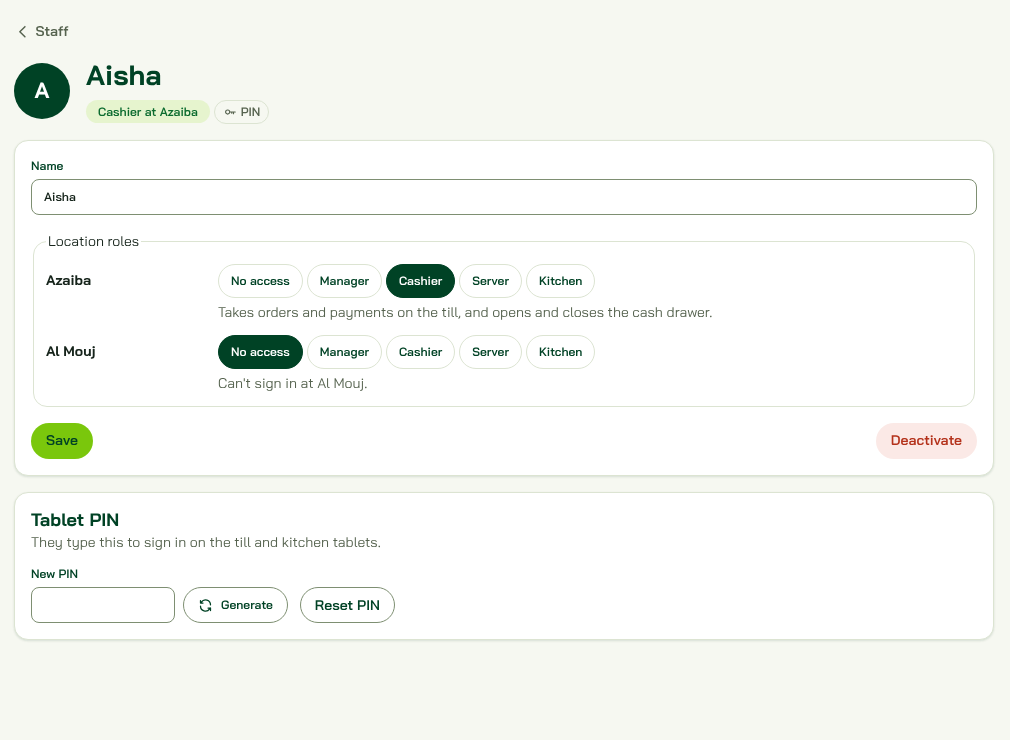 Staff
A
Aisha
Cashier at Azaiba
PIN
Name
Aisha
Location roles
Azaiba
No access Manager Cashier Server Kitchen
Takes orders and payments on the till, and opens and closes the cash drawer.
Al Mouj
No access Manager Cashier Server Kitchen
Can't sign in at Al Mouj.
Save
Deactivate
Tablet PIN
They type this to sign in on the till and kitchen tablets.
New PIN
Generate
Reset PIN